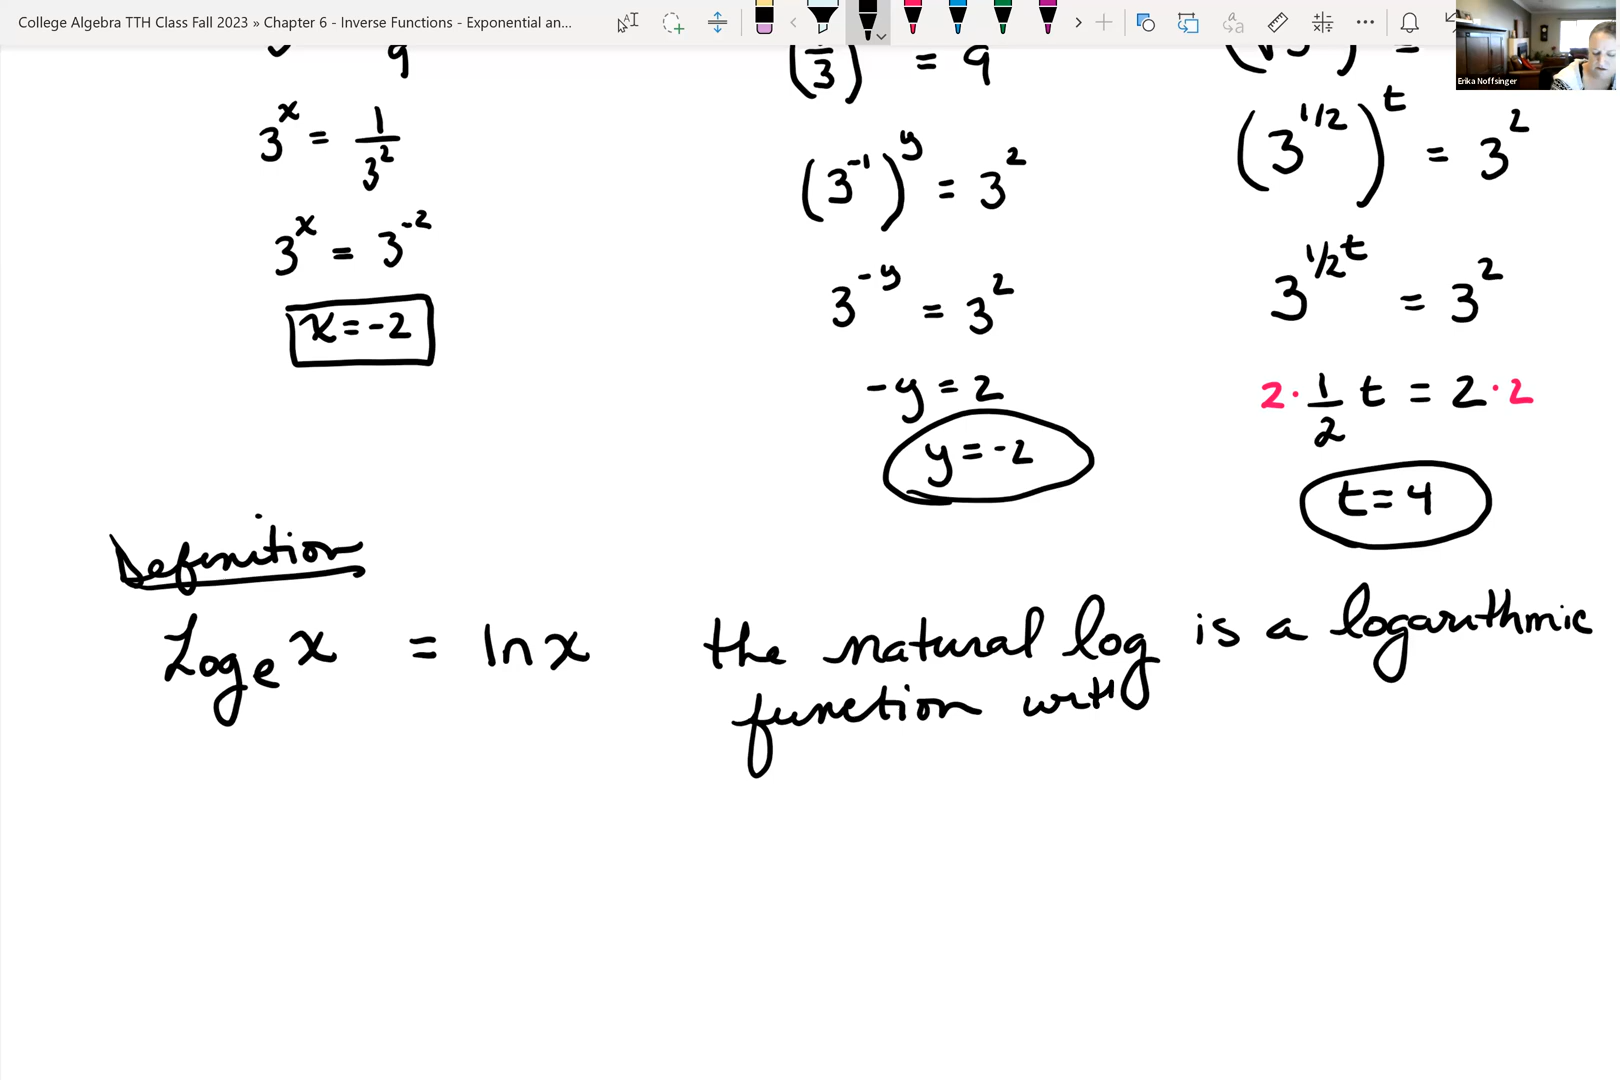 College Algebra TTH Class Fall 2023 » Chapter 6 - Inverse Functions - Exponential an...
Erika Noffsinger
9
3^x = 1/3^2
3^x = 3^-2
x = -2
(1/3) = 9
(3^-1)^y = 3^2
3^-y = 3^2
-y = 2
y = -2
(3^1/2)^t = 3^2
3^1/2t = 3^2
2 · 1/2 t = 2 · 2
t = 4
Definition
Log_e x = ln x the natural log is a logarithmic
function with